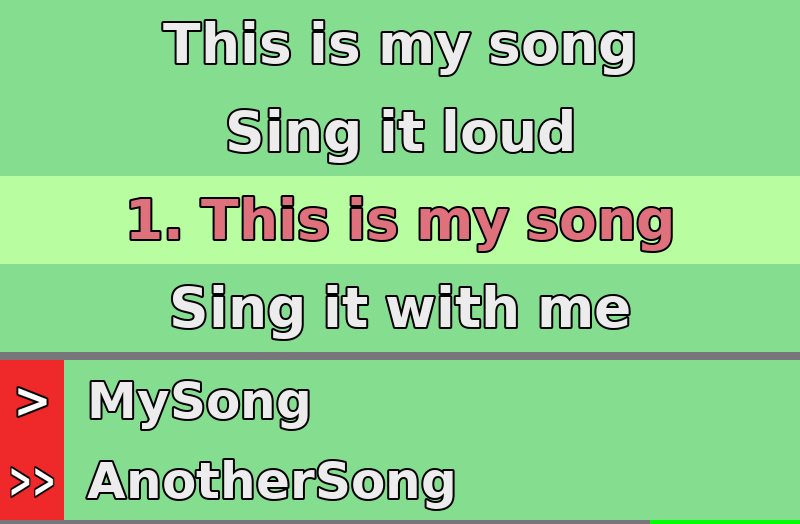 This is my song
Sing it loud
1. This is my song
Sing it with me
> MySong
>> AnotherSong